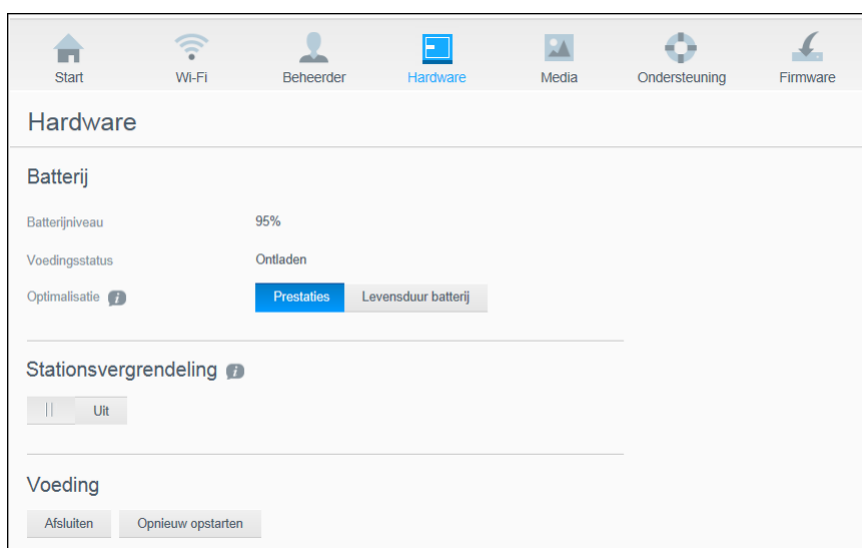 Start Wi-Fi Beheerder Hardware Media Ondersteuning Firmware
Hardware
Batterij
Batterijniveau 95%
Voedingsstatus Ontladen
Optimalisatie i Prestaties Levensduur batterij
Stationsvergrendeling i
Uit
Voeding
Afsluiten Opnieuw opstarten